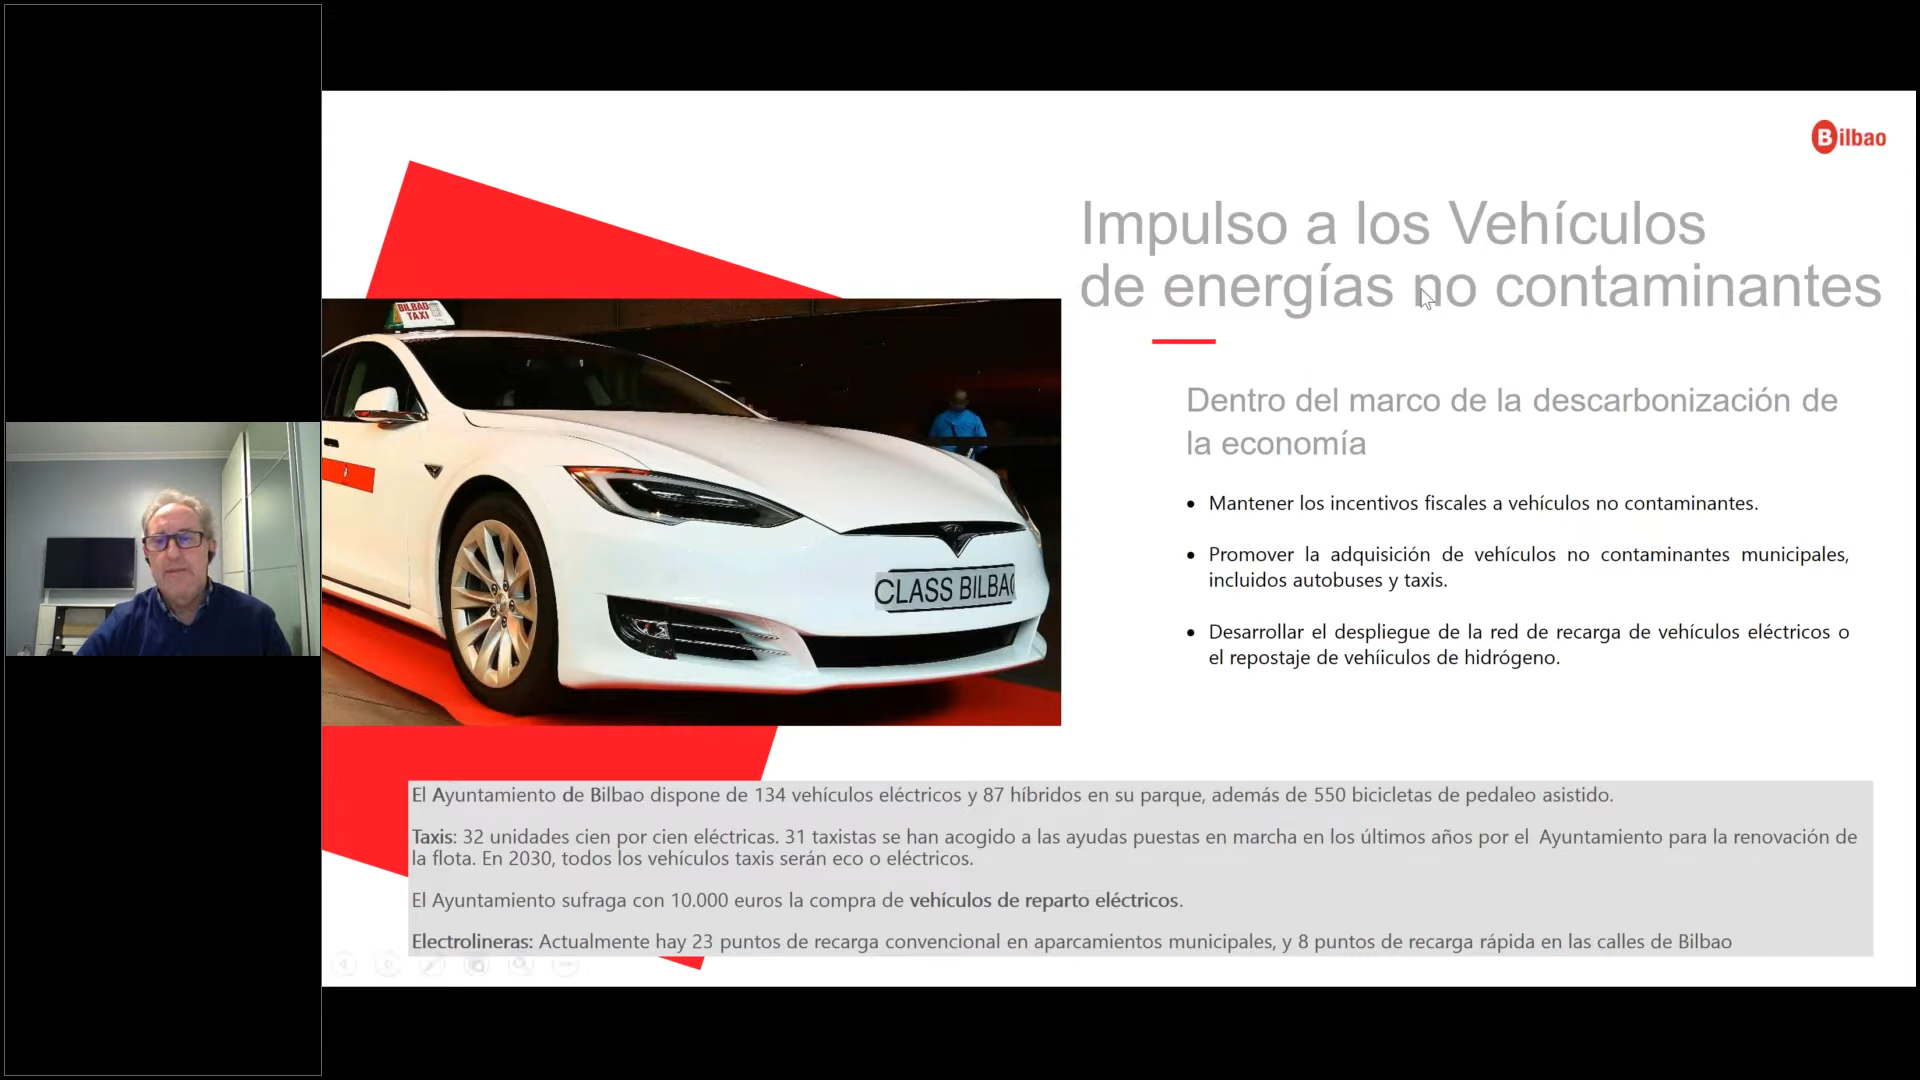 Bilbao
Impulso a los Vehículos
de energías no contaminantes
Dentro del marco de la descarbonización de
la economía
• Mantener los incentivos fiscales a vehículos no contaminantes.
• Promover la adquisición de vehículos no contaminantes municipales,
incluidos autobuses y taxis.
• Desarrollar el despliegue de la red de recarga de vehículos eléctricos o
el repostaje de vehíiculos de hidrógeno.
BILBAO
TAXI
CLASS BILBAO
El Ayuntamiento de Bilbao dispone de 134 vehículos eléctricos y 87 híbridos en su parque, además de 550 bicicletas de pedaleo asistido.
Taxis: 32 unidades cien por cien eléctricas. 31 taxistas se han acogido a las ayudas puestas en marcha en los últimos años por el Ayuntamiento para la renovación de
la flota. En 2030, todos los vehículos taxis serán eco o eléctricos.
El Ayuntamiento sufraga con 10.000 euros la compra de vehículos de reparto eléctricos.
Electrolineras: Actualmente hay 23 puntos de recarga convencional en aparcamientos municipales, y 8 puntos de recarga rápida en las calles de Bilbao